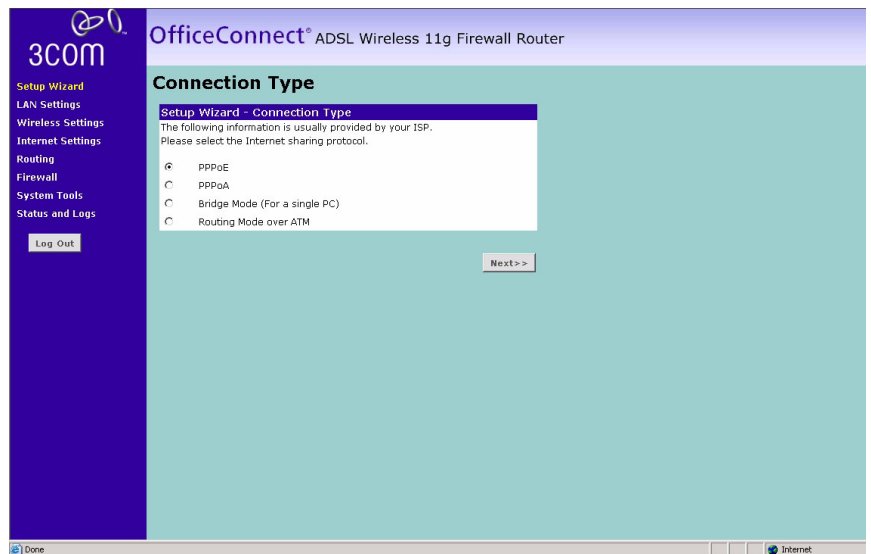 3COM
OfficeConnect® ADSL Wireless 11g Firewall Router
Setup Wizard
LAN Settings
Wireless Settings
Internet Settings
Routing
Firewall
System Tools
Status and Logs
Log Out
Connection Type
Setup Wizard - Connection Type
The following information is usually provided by your ISP.
Please select the Internet sharing protocol.
PPPoE
PPPoA
Bridge Mode (For a single PC)
Routing Mode over ATM
Next>>
Done
Internet